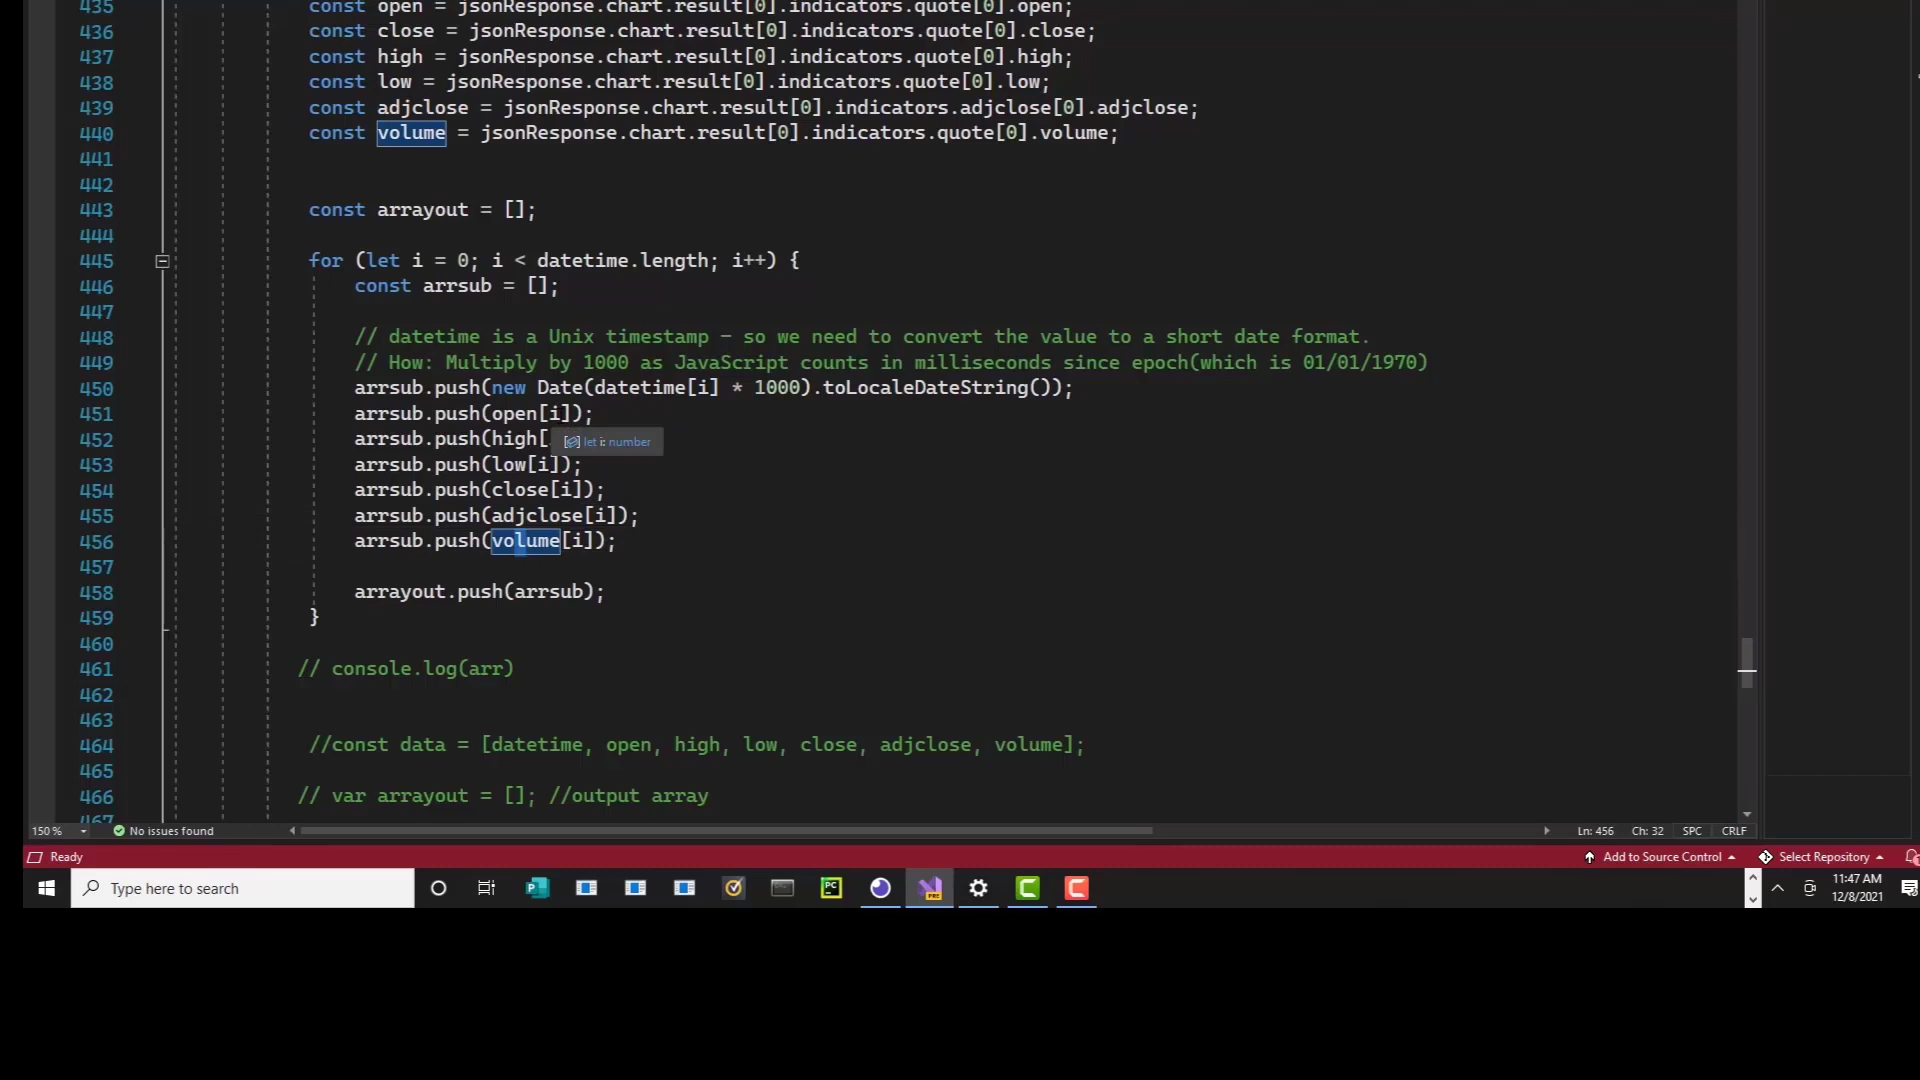 435 const open = jsonResponse.chart.result[0].indicators.quote[0].open;
436 const close = jsonResponse.chart.result[0].indicators.quote[0].close;
437 const high = jsonResponse.chart.result[0].indicators.quote[0].high;
438 const low = jsonResponse.chart.result[0].indicators.quote[0].low;
439 const adjclose = jsonResponse.chart.result[0].indicators.adjclose[0].adjclose;
440 const volume = jsonResponse.chart.result[0].indicators.quote[0].volume;
441
442
443 const arrayout = [];
444
445 for (let i = 0; i < datetime.length; i++) {
446 const arrsub = [];
447
448 // datetime is a Unix timestamp - so we need to convert the value to a short date format.
449 // How: Multiply by 1000 as JavaScript counts in milliseconds since epoch(which is 01/01/1970)
450 arrsub.push(new Date(datetime[i] * 1000).toLocaleDateString());
451 arrsub.push(open[i]);
452 arrsub.push(high[
let i: number
453 arrsub.push(low[i]);
454 arrsub.push(close[i]);
455 arrsub.push(adjclose[i]);
456 arrsub.push(volume[i]);
457
458 arrayout.push(arrsub);
459 }
460
461 // console.log(arr)
462
463
464 //const data = [datetime, open, high, low, close, adjclose, volume];
465
466 // var arrayout = []; //output array
467
150 % No issues found Ln: 456 Ch: 32 SPC CRLF
Ready Add to Source Control Select Repository
Type here to search
11:47 AM
12/8/2021